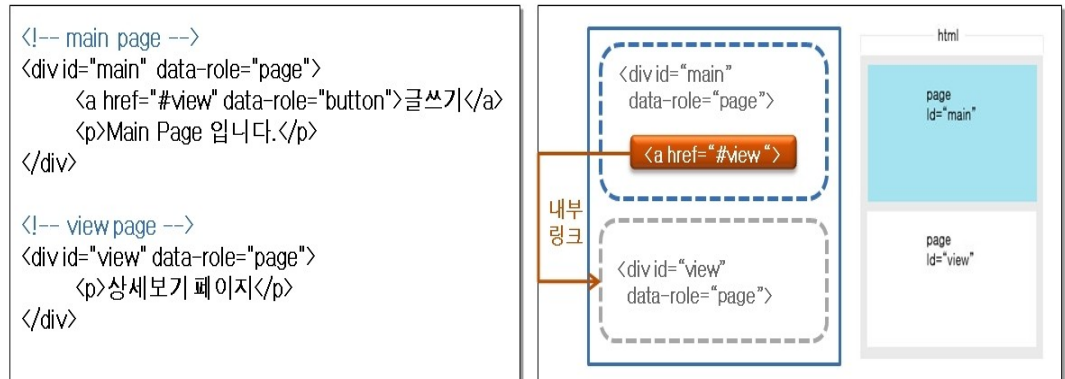 <!-- main page -->
<div id="main" data-role="page">
<a href="#view" data-role="button">글쓰기</a>
<p>Main Page 입니다.</p>
</div>
<!-- view page -->
<div id="view" data-role="page">
<p>상세보기 페이지</p>
</div>
<div id="main"
data-role="page">
<a href="#view">
내부
링크
<div id="view"
data-role="page">
html
page
Id="main"
page
Id="view"